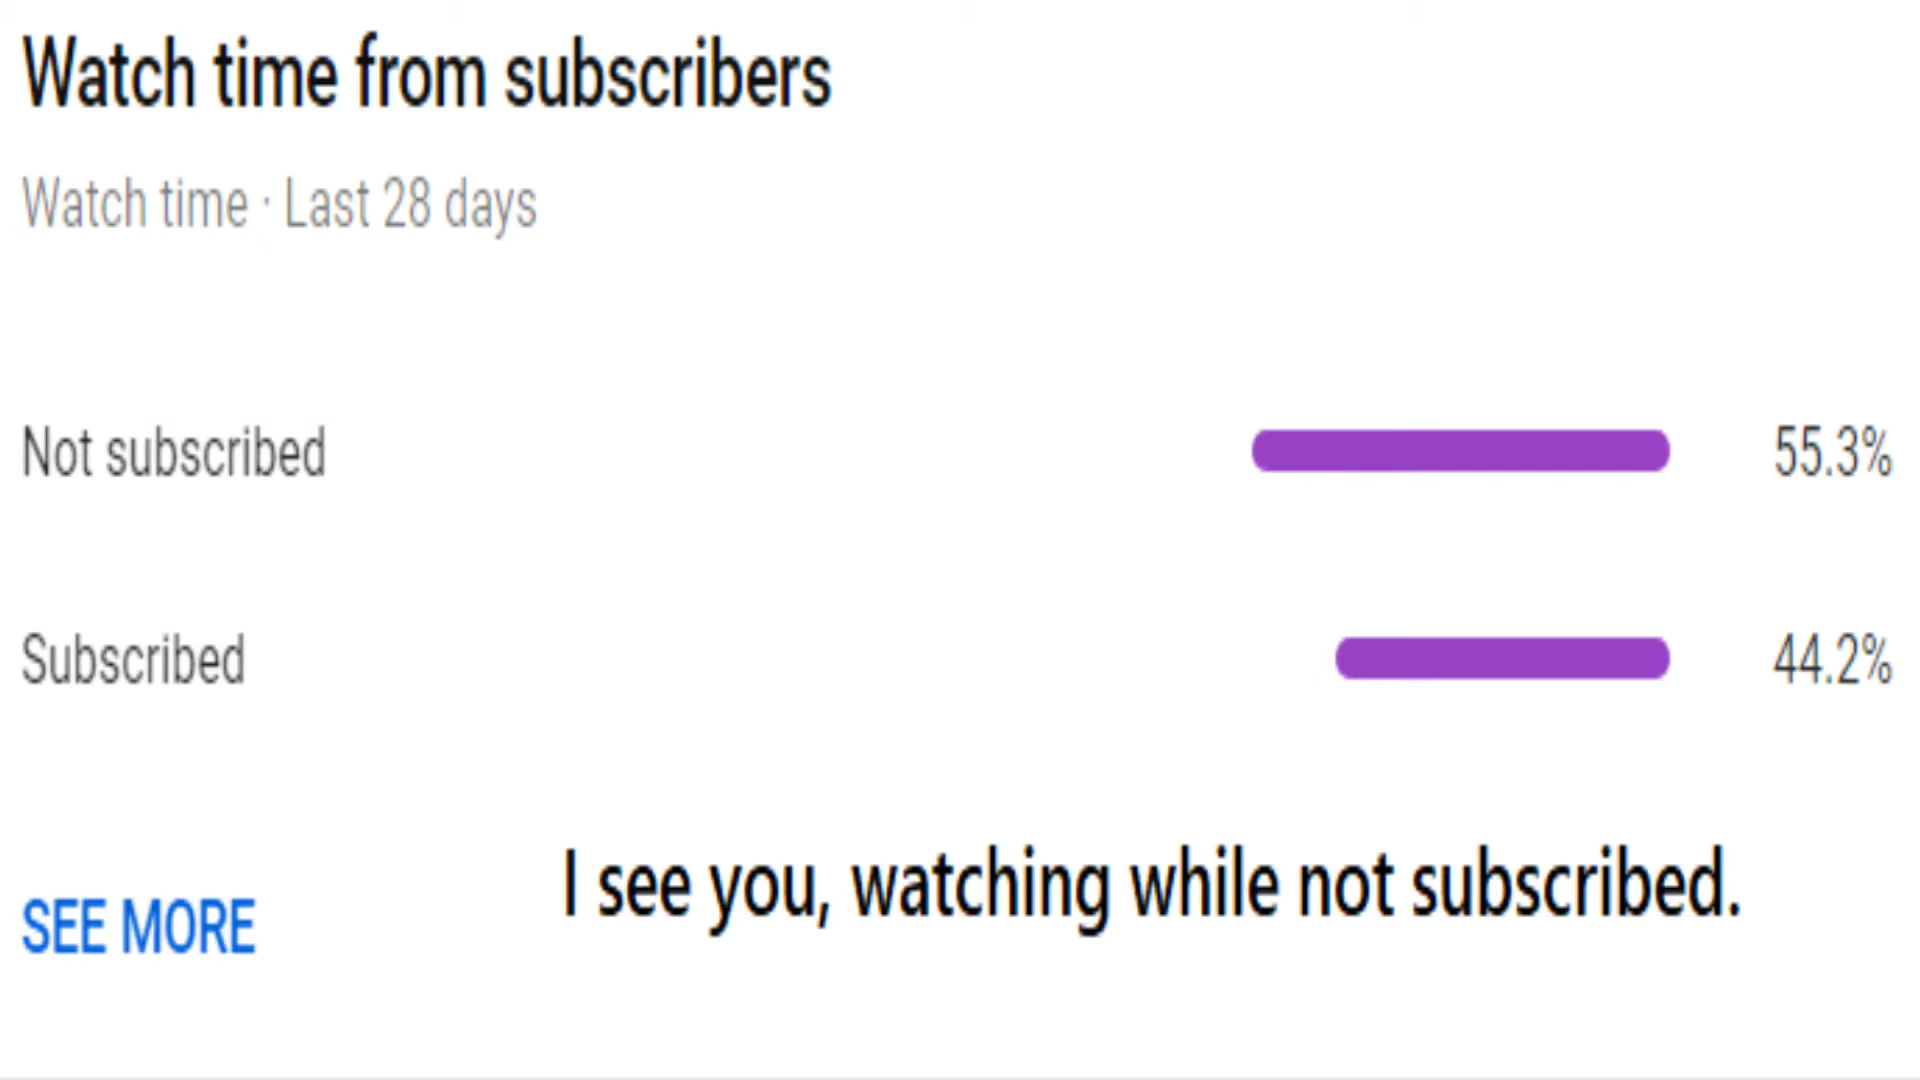 Watch time from subscribers
Watch time · Last 28 days
Not subscribed 55.3%
Subscribed 44.2%
I see you, watching while not subscribed.
SEE MORE